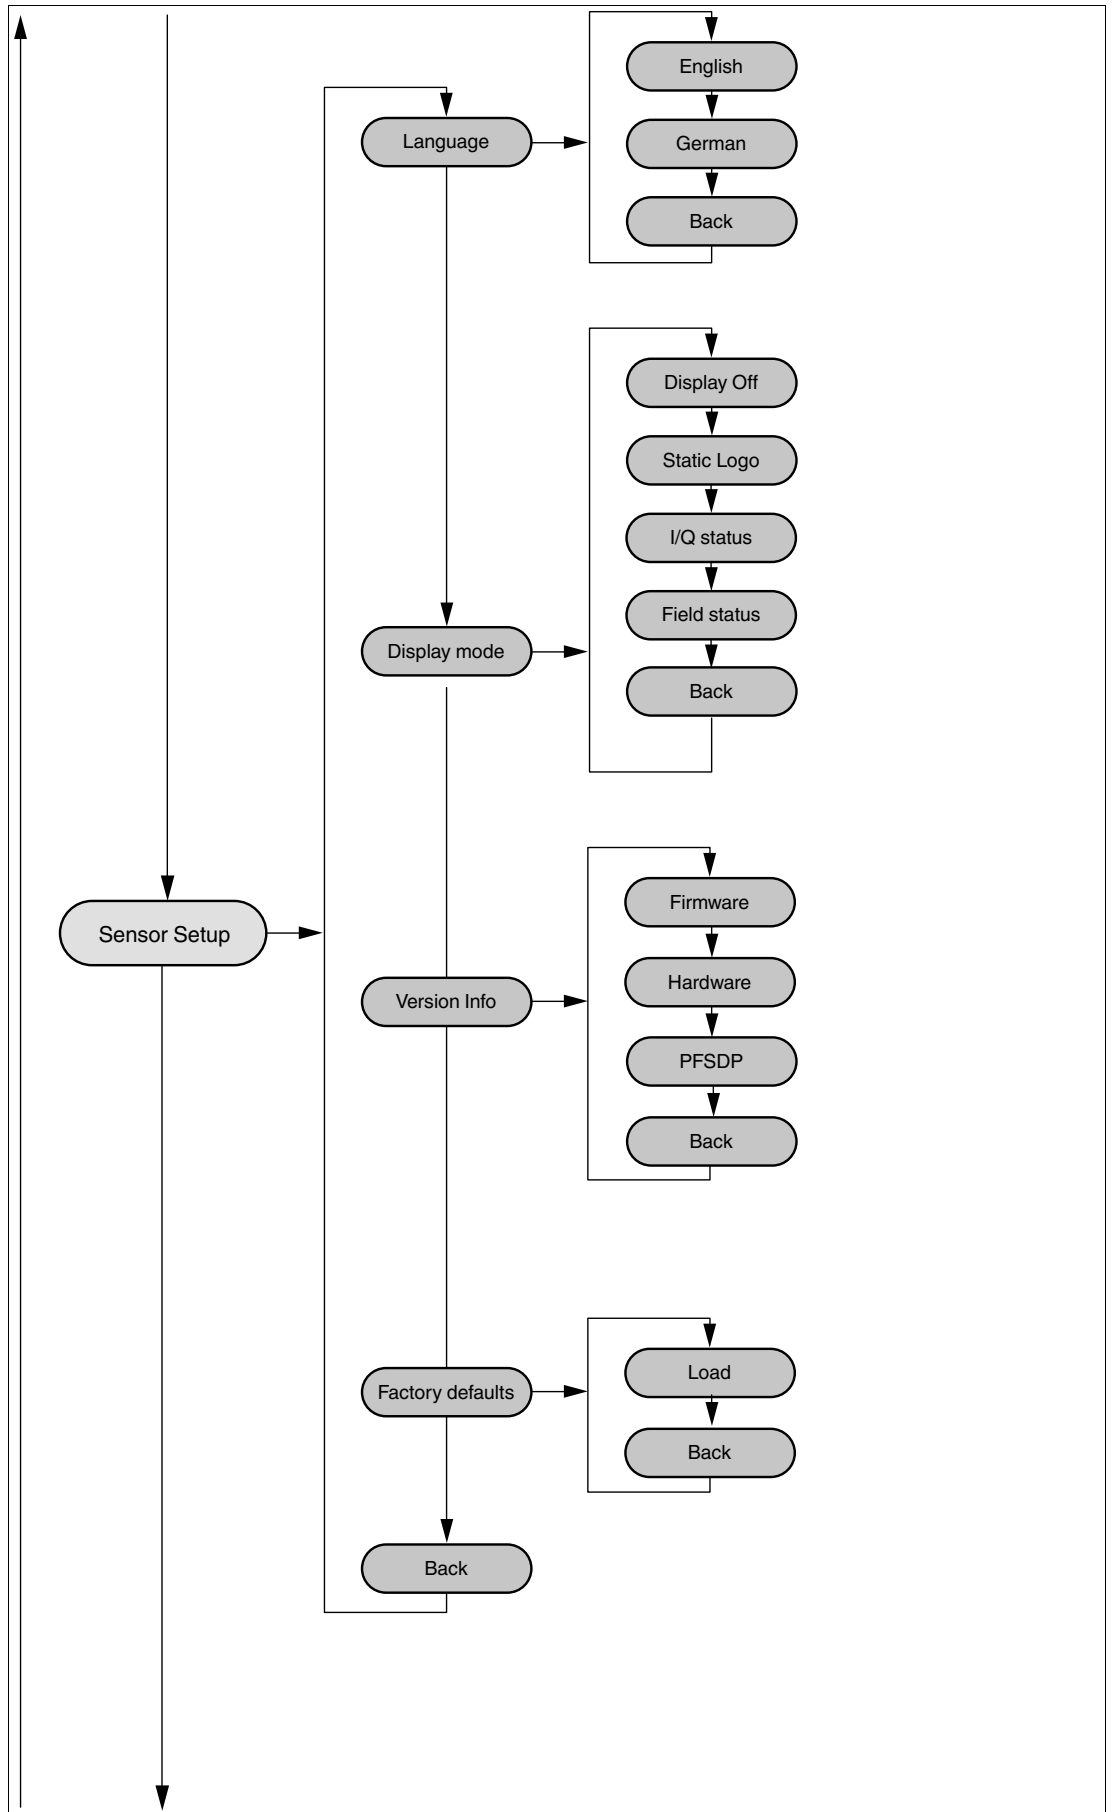 English
Language
German
Back
Display Off
Static Logo
I/Q status
Field status
Display mode
Back
Firmware
Sensor Setup
Hardware
Version Info
PFSDP
Back
Load
Factory defaults
Back
Back